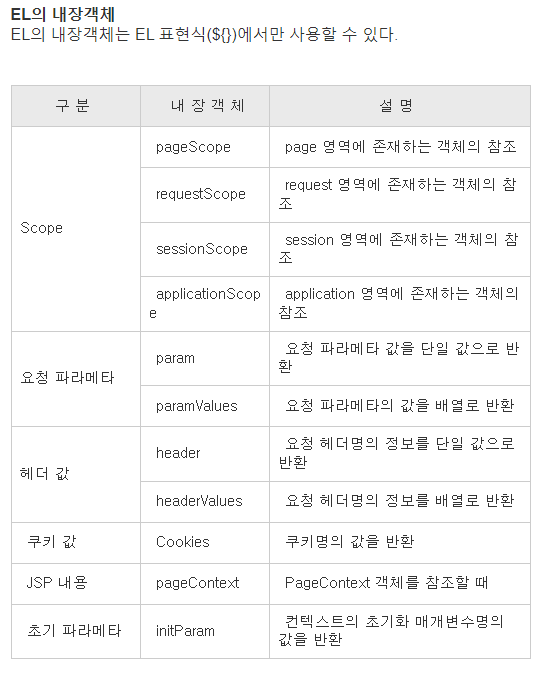 EL의 내장객체
EL의 내장객체는 EL 표현식(${})에서만 사용할 수 있다.
구 분 내 장 객 체 설 명
Scope
pageScope page 영역에 존재하는 객체의 참조
requestScope request 영역에 존재하는 객체의 참
조
sessionScope session 영역에 존재하는 객체의 참
조
applicationScop application 영역에 존재하는 객체의
e 참조
요청 파라메타
param 요청 파라메타 값을 단일 값으로 반
환
paramValues 요청 파라메타의 값을 배열로 반환
헤더 값
header 요청 헤더명의 정보를 단일 값으로
반환
headerValues 요청 헤더명의 정보를 배열로 반환
쿠키 값 Cookies 쿠키명의 값을 반환
JSP 내용 pageContext PageContext 객체를 참조할 때
초기 파라메타 initParam 컨텍스트의 초기화 매개변수명의
값을 반환